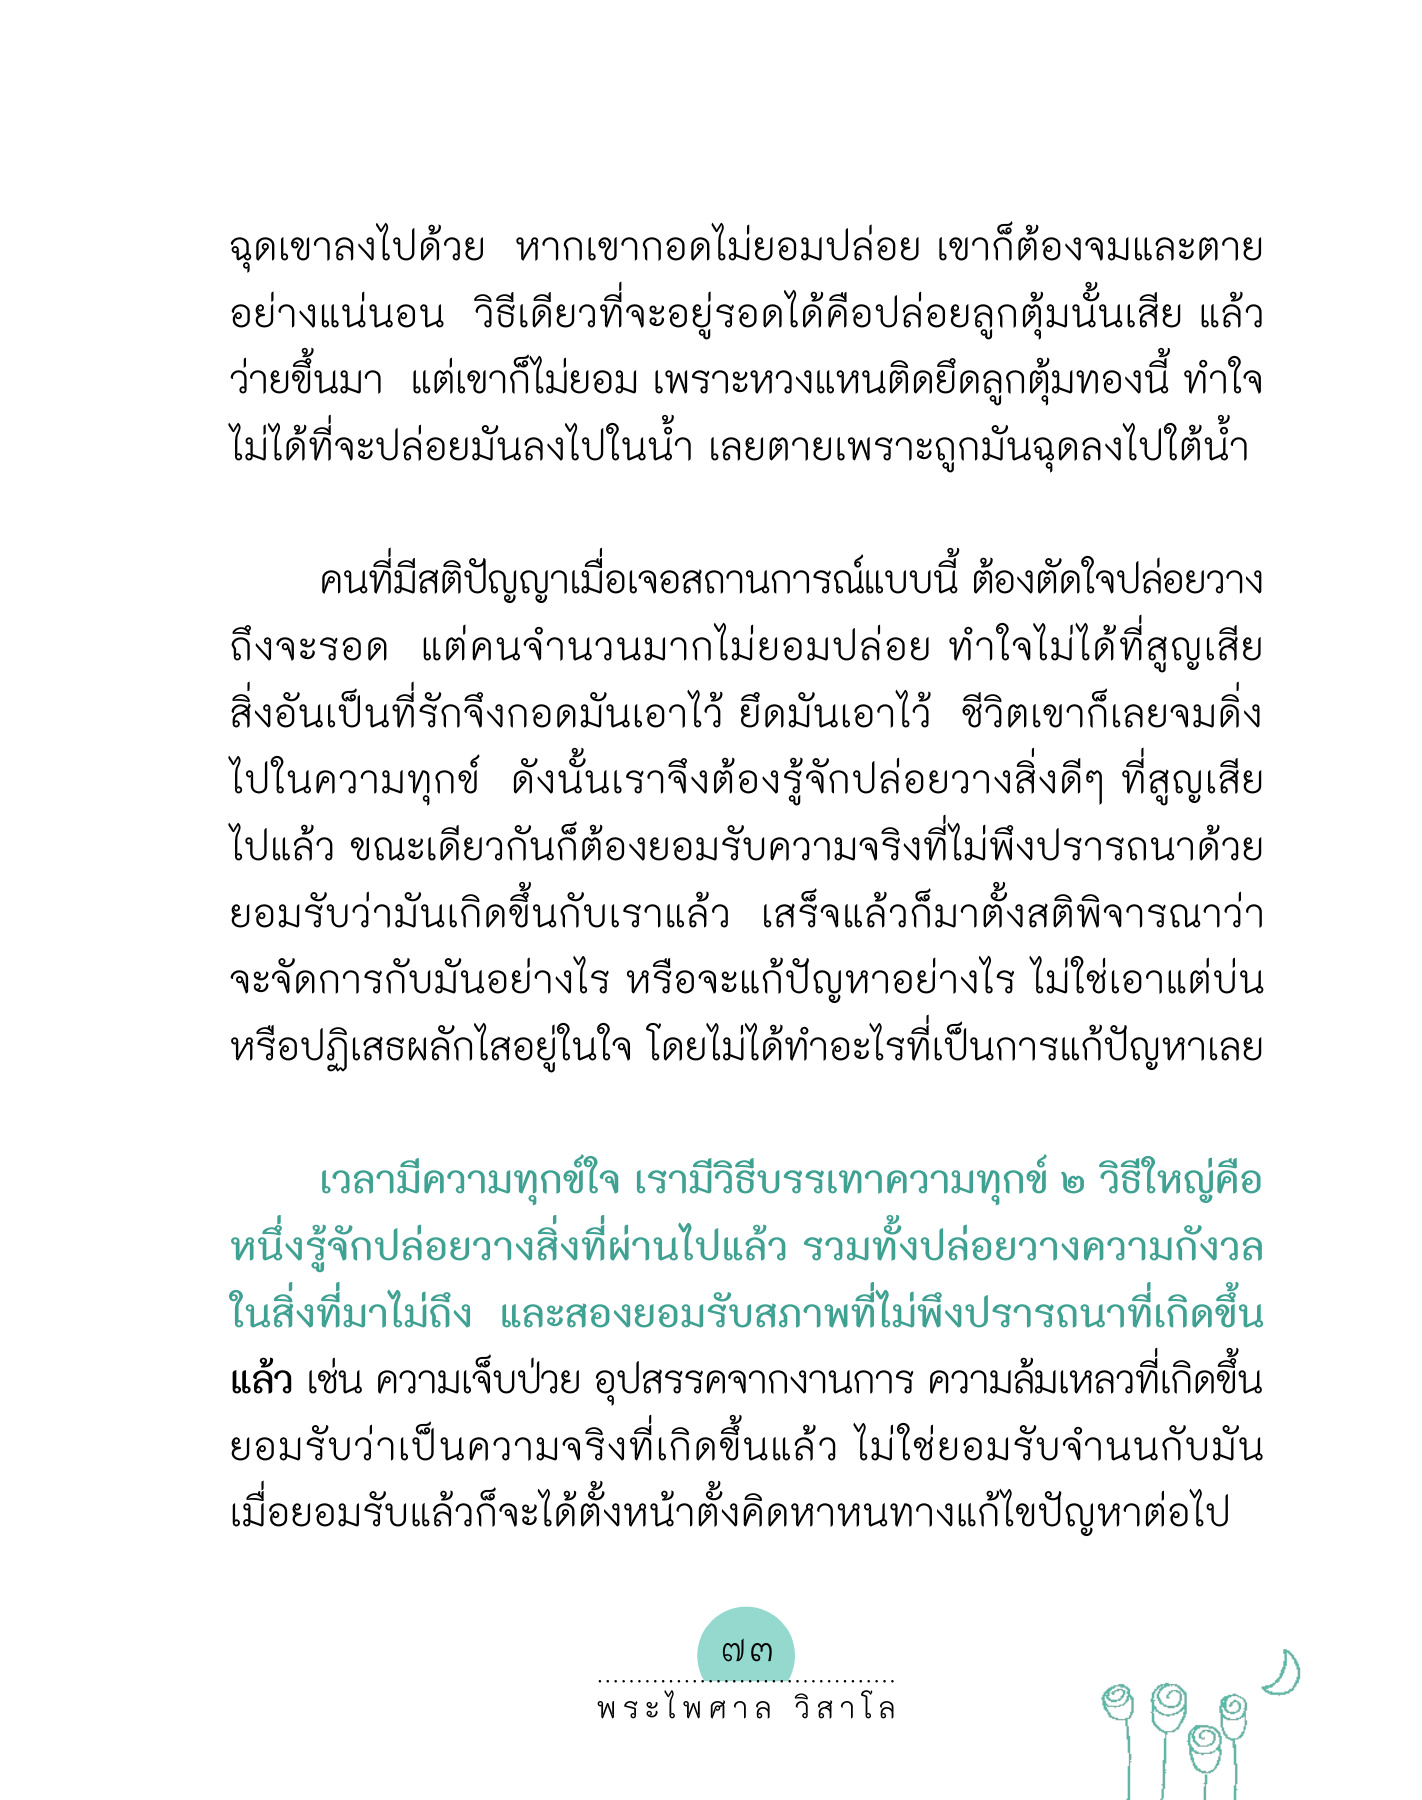 ฉุดเขาลงไปด้วย  หากเขากอดไม่ยอมปล่อย เขาก็ต้องจมและตาย
อย่างแน่นอน  วิธีเดียวที่จะอยู่รอดได้คือปล่อยลูกตุ้มนั้นเสีย แล้ว
ว่ายขึ้นมา  แต่เขาก็ไม่ยอม เพราะหวงแหนติดยึดลูกตุ้มทองนี้ ทำใจ
ไม่ได้ที่จะปล่อยมันลงไปในน้ำ เลยตายเพราะถูกมันฉุดลงไปใต้น้ำ
คนที่มีสติปัญญาเมื่อเจอสถานการณ์แบบนี้ ต้องตัดใจปล่อยวาง
ถึงจะรอด  แต่คนจำนวนมากไม่ยอมปล่อย ทำใจไม่ได้ที่สูญเสีย
สิ่งอันเป็นที่รักจึงกอดมันเอาไว้ ยึดมันเอาไว้  ชีวิตเขาก็เลยจมดิ่ง
ไปในความทุกข์  ดังนั้นเราจึงต้องรู้จักปล่อยวางสิ่งดีๆ ที่สูญเสีย
ไปแล้ว ขณะเดียวกันก็ต้องยอมรับความจริงที่ไม่พึงปรารถนาด้วย
ยอมรับว่ามันเกิดขึ้นกับเราแล้ว  เสร็จแล้วก็มาตั้งสติพิจารณาว่า
จะจัดการกับมันอย่างไร หรือจะแก้ปัญหาอย่างไร ไม่ใช่เอาแต่บ่น
หรือปฏิเสธผลักไสอยู่ในใจ โดยไม่ได้ทำอะไรที่เป็นการแก้ปัญหาเลย
เวลามีความทุกข์ใจ เรามีวิธีบรรเทาความทุกข์ ๒ วิธีใหญ่คือ
หนึ่งรู้จักปล่อยวางสิ่งที่ผ่านไปแล้ว รวมทั้งปล่อยวางความกังวล
ในสิ่งที่มาไม่ถึง  และสองยอมรับสภาพที่ไม่พึงปรารถนาที่เกิดขึ้น
แล้ว เช่น ความเจ็บป่วย อุปสรรคจากงานการ ความล้มเหลวที่เกิดขึ้น
ยอมรับว่าเป็นความจริงที่เกิดขึ้นแล้ว ไม่ใช่ยอมรับจำนนกับมัน
เมื่อยอมรับแล้วก็จะได้ตั้งหน้าตั้งคิดหาหนทางแก้ไขปัญหาต่อไป
๗๓
พระไพศาล วิสาโล